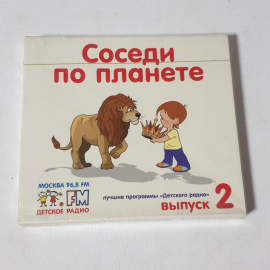 Соседи
по планете
МОСКВА 96,8 FM
.FM
ДЕТСКОЕ РАДИО
лучшие программы «Детского радио»
выпуск 2